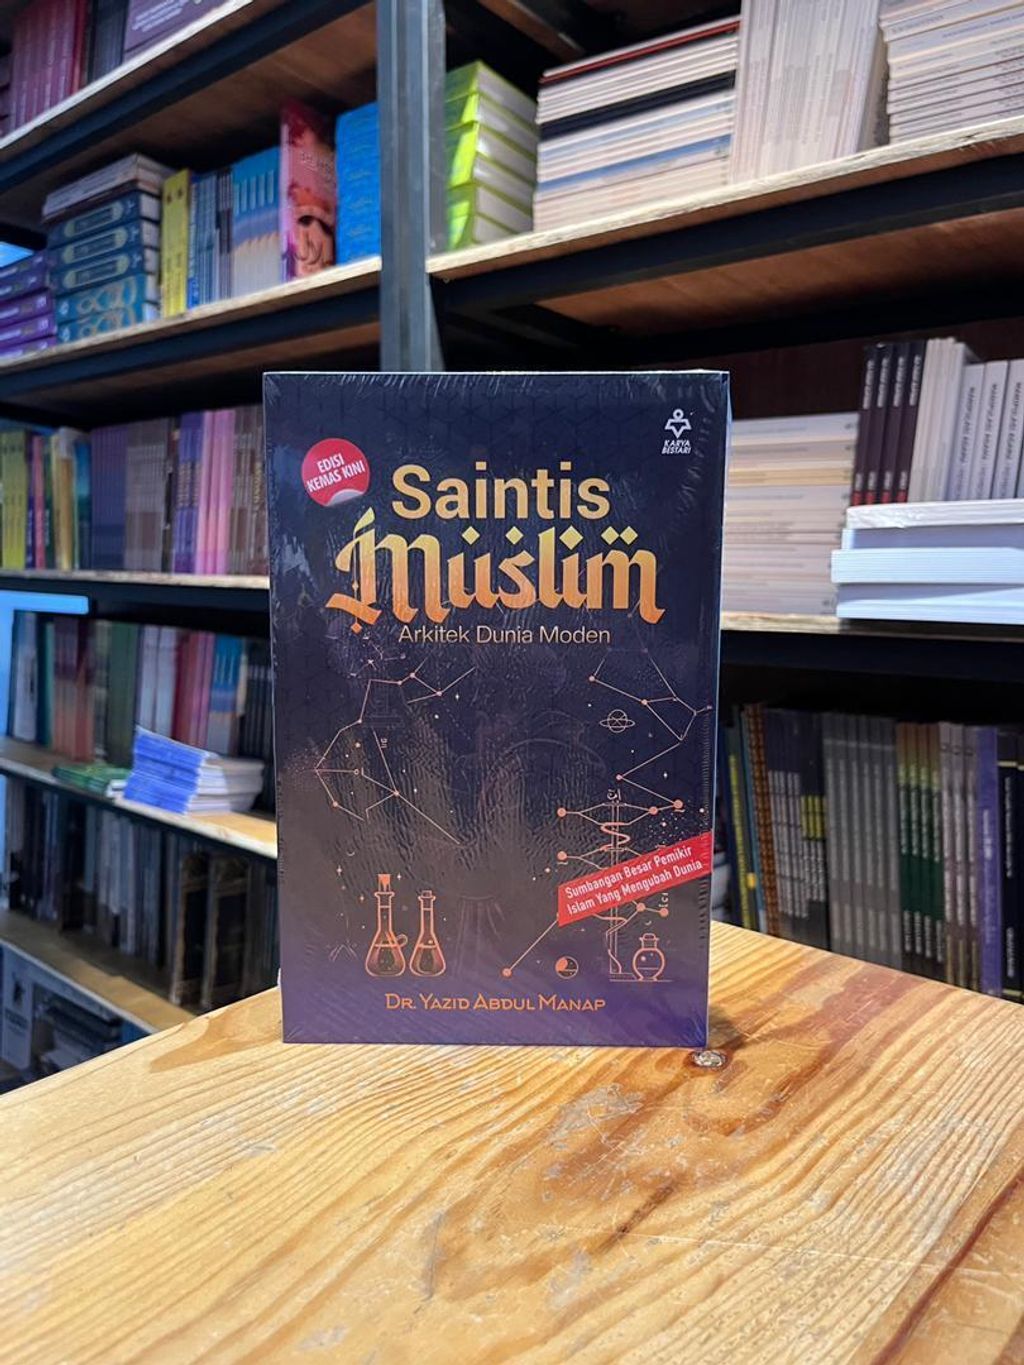 KARYA
BESTARI
EDISI
KEMAS KINI
Saintis
Muslim
Arkitek Dunia Moden
Sumbangan Besar Pemikir
Islam Yang Mengubah Dunia
DR. YAZID ABDUL MANAP